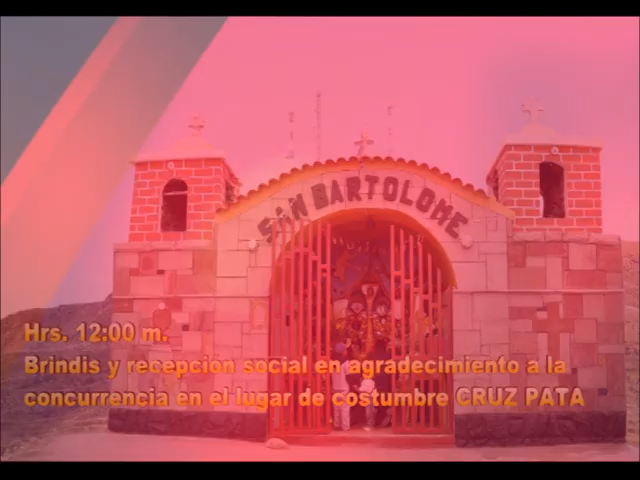 SAN BARTOLOME
Hrs. 12:00 m.
Brindis y recepcion social en agradecimiento a la
concurrencia en el lugar de costumbre CRUZ PATA